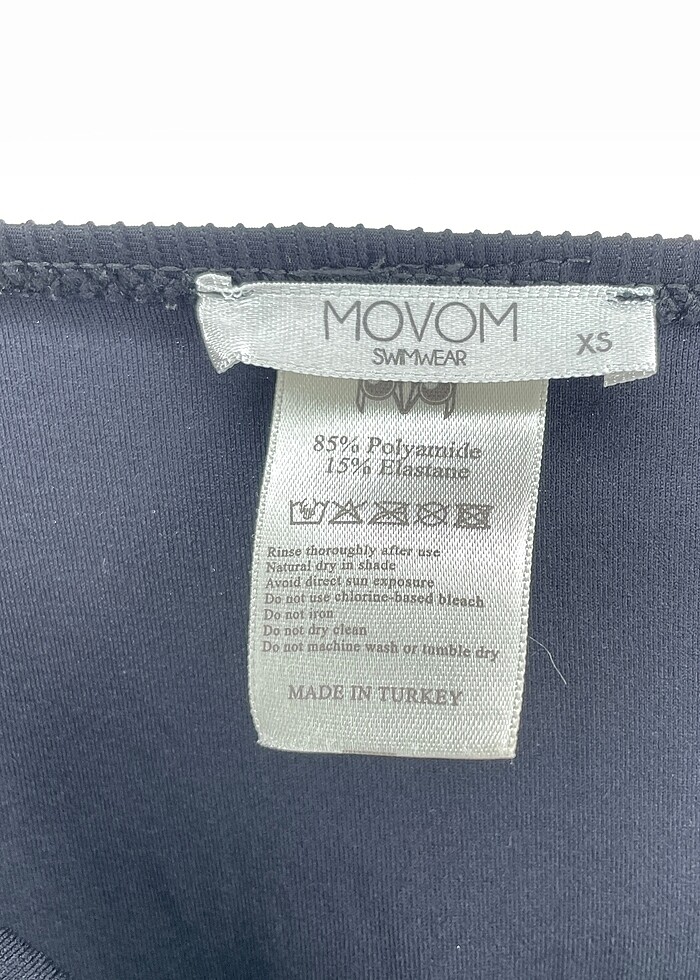 MOVOM
SWIMWEAR
XS
85% Polyamide
15% Elastane
Rinse thoroughly after use
Natural dry in shade
Avoid direct sun exposure
Do not use chlorine-based bleach
Do not iron
Do not dry clean
Do not machine wash or tumble dry
MADE IN TURKEY